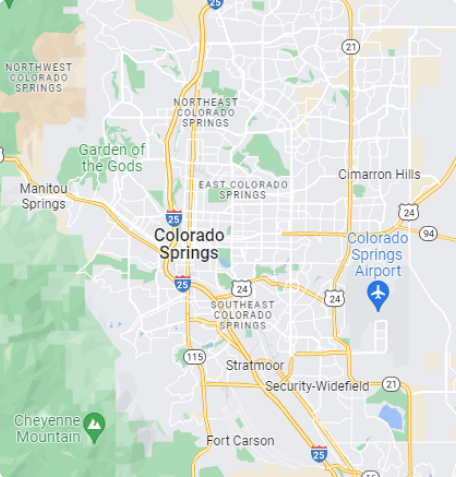 25
21
NORTHWEST
COLORADO
SPRINGS
NORTHEAST
COLORADO
SPRINGS
Garden of
the Gods
Cimarron Hills
Manitou
Springs
EAST COLORADO
SPRINGS
24
25
94
Colorado
Springs
Colorado
Springs
Airport
25
24
24
SOUTHEAST
COLORADO
SPRINGS
115
Stratmoor
Security-Widefield
21
Cheyenne
Mountain
Fort Carson
25
16